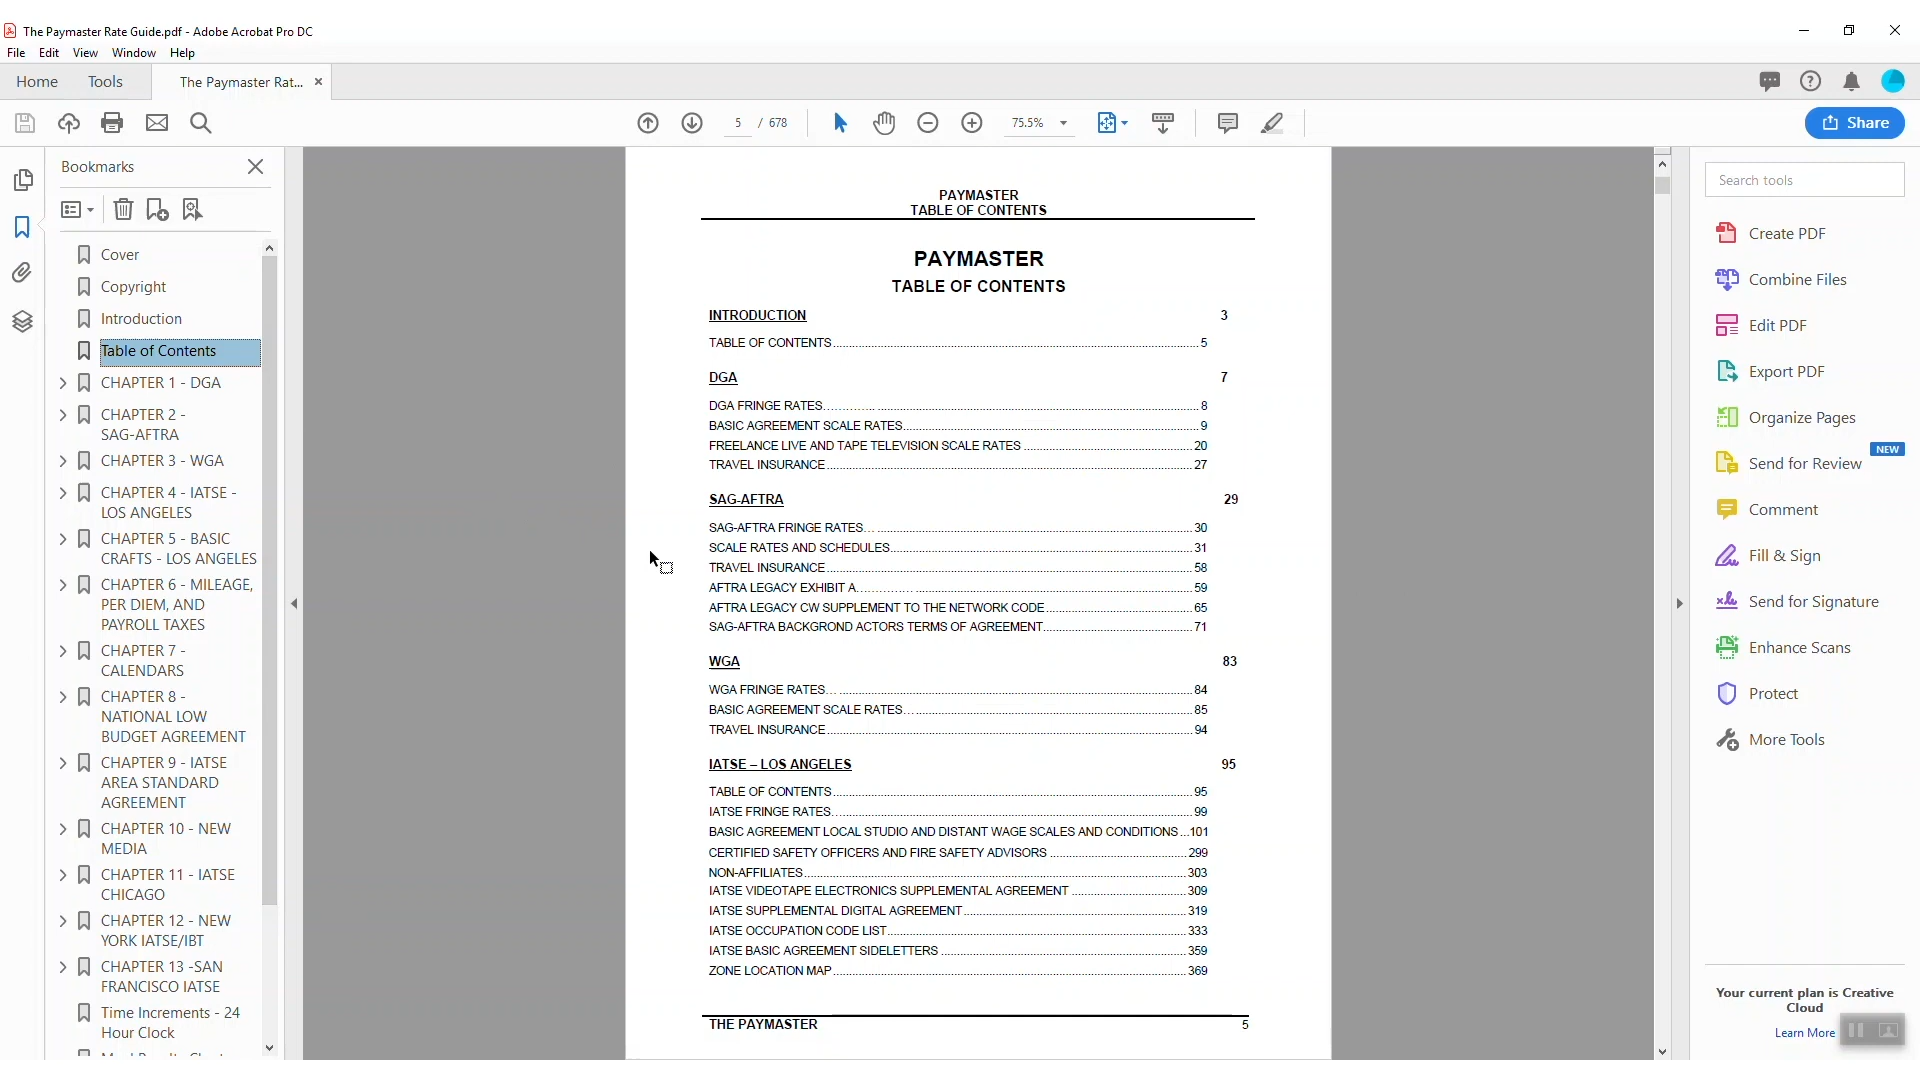 The Paymaster Rate Guide.pdf - Adobe Acrobat Pro DC
File Edit View Window Help
Home Tools The Paymaster Rat... ×
5 / 678 75.5%
Share
Bookmarks
Cover
Copyright
Introduction
Table of Contents
CHAPTER 1 - DGA
CHAPTER 2 -
SAG-AFTRA
CHAPTER 3 - WGA
CHAPTER 4 - IATSE -
LOS ANGELES
CHAPTER 5 - BASIC
CRAFTS - LOS ANGELES
CHAPTER 6 - MILEAGE,
PER DIEM, AND
PAYROLL TAXES
CHAPTER 7 -
CALENDARS
CHAPTER 8 -
NATIONAL LOW
BUDGET AGREEMENT
CHAPTER 9 - IATSE
AREA STANDARD
AGREEMENT
CHAPTER 10 - NEW
MEDIA
CHAPTER 11 - IATSE
CHICAGO
CHAPTER 12 - NEW
YORK IATSE/IBT
CHAPTER 13 -SAN
FRANCISCO IATSE
Time Increments - 24
Hour Clock
PAYMASTER
TABLE OF CONTENTS
PAYMASTER
TABLE OF CONTENTS
INTRODUCTION 3
TABLE OF CONTENTS 5
DGA 7
DGA FRINGE RATES 8
BASIC AGREEMENT SCALE RATES 9
FREELANCE LIVE AND TAPE TELEVISION SCALE RATES 20
TRAVEL INSURANCE 27
SAG-AFTRA 29
SAG-AFTRA FRINGE RATES 30
SCALE RATES AND SCHEDULES 31
TRAVEL INSURANCE 58
AFTRA LEGACY EXHIBIT A 59
AFTRA LEGACY CW SUPPLEMENT TO THE NETWORK CODE 65
SAG-AFTRA BACKGROND ACTORS TERMS OF AGREEMENT 71
WGA 83
WGA FRINGE RATES 84
BASIC AGREEMENT SCALE RATES 85
TRAVEL INSURANCE 94
IATSE – LOS ANGELES 95
TABLE OF CONTENTS 95
IATSE FRINGE RATES 99
BASIC AGREEMENT LOCAL STUDIO AND DISTANT WAGE SCALES AND CONDITIONS ...101
CERTIFIED SAFETY OFFICERS AND FIRE SAFETY ADVISORS 299
NON-AFFILIATES 303
IATSE VIDEOTAPE ELECTRONICS SUPPLEMENTAL AGREEMENT 309
IATSE SUPPLEMENTAL DIGITAL AGREEMENT 319
IATSE OCCUPATION CODE LIST 333
IATSE BASIC AGREEMENT SIDELETTERS 359
ZONE LOCATION MAP 369
THE PAYMASTER 5
Search tools
Create PDF
Combine Files
Edit PDF
Export PDF
Organize Pages
NEW
Send for Review
Comment
Fill & Sign
Send for Signature
Enhance Scans
Protect
More Tools
Your current plan is Creative
Cloud
Learn More